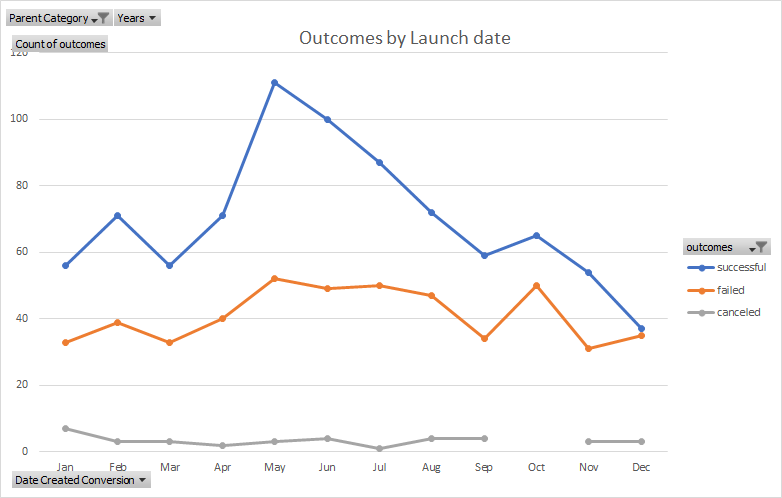 Parent Category Years
Count of outcomes
Outcomes by Launch date
120
100
80
60
40
20
0
Jan Feb Mar Apr May Jun Jul Aug Sep Oct Nov Dec
Date Created Conversion
outcomes
successful
failed
canceled